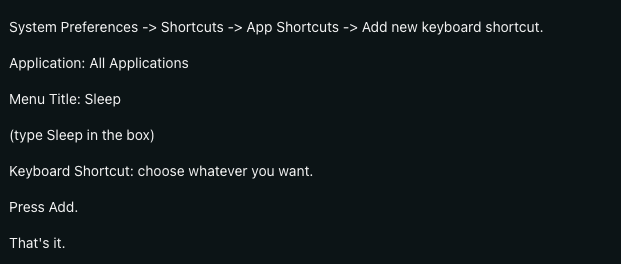 System Preferences -> Shortcuts -> App Shortcuts -> Add new keyboard shortcut.
Application: All Applications
Menu Title: Sleep
(type Sleep in the box)
Keyboard Shortcut: choose whatever you want.
Press Add.
That's it.